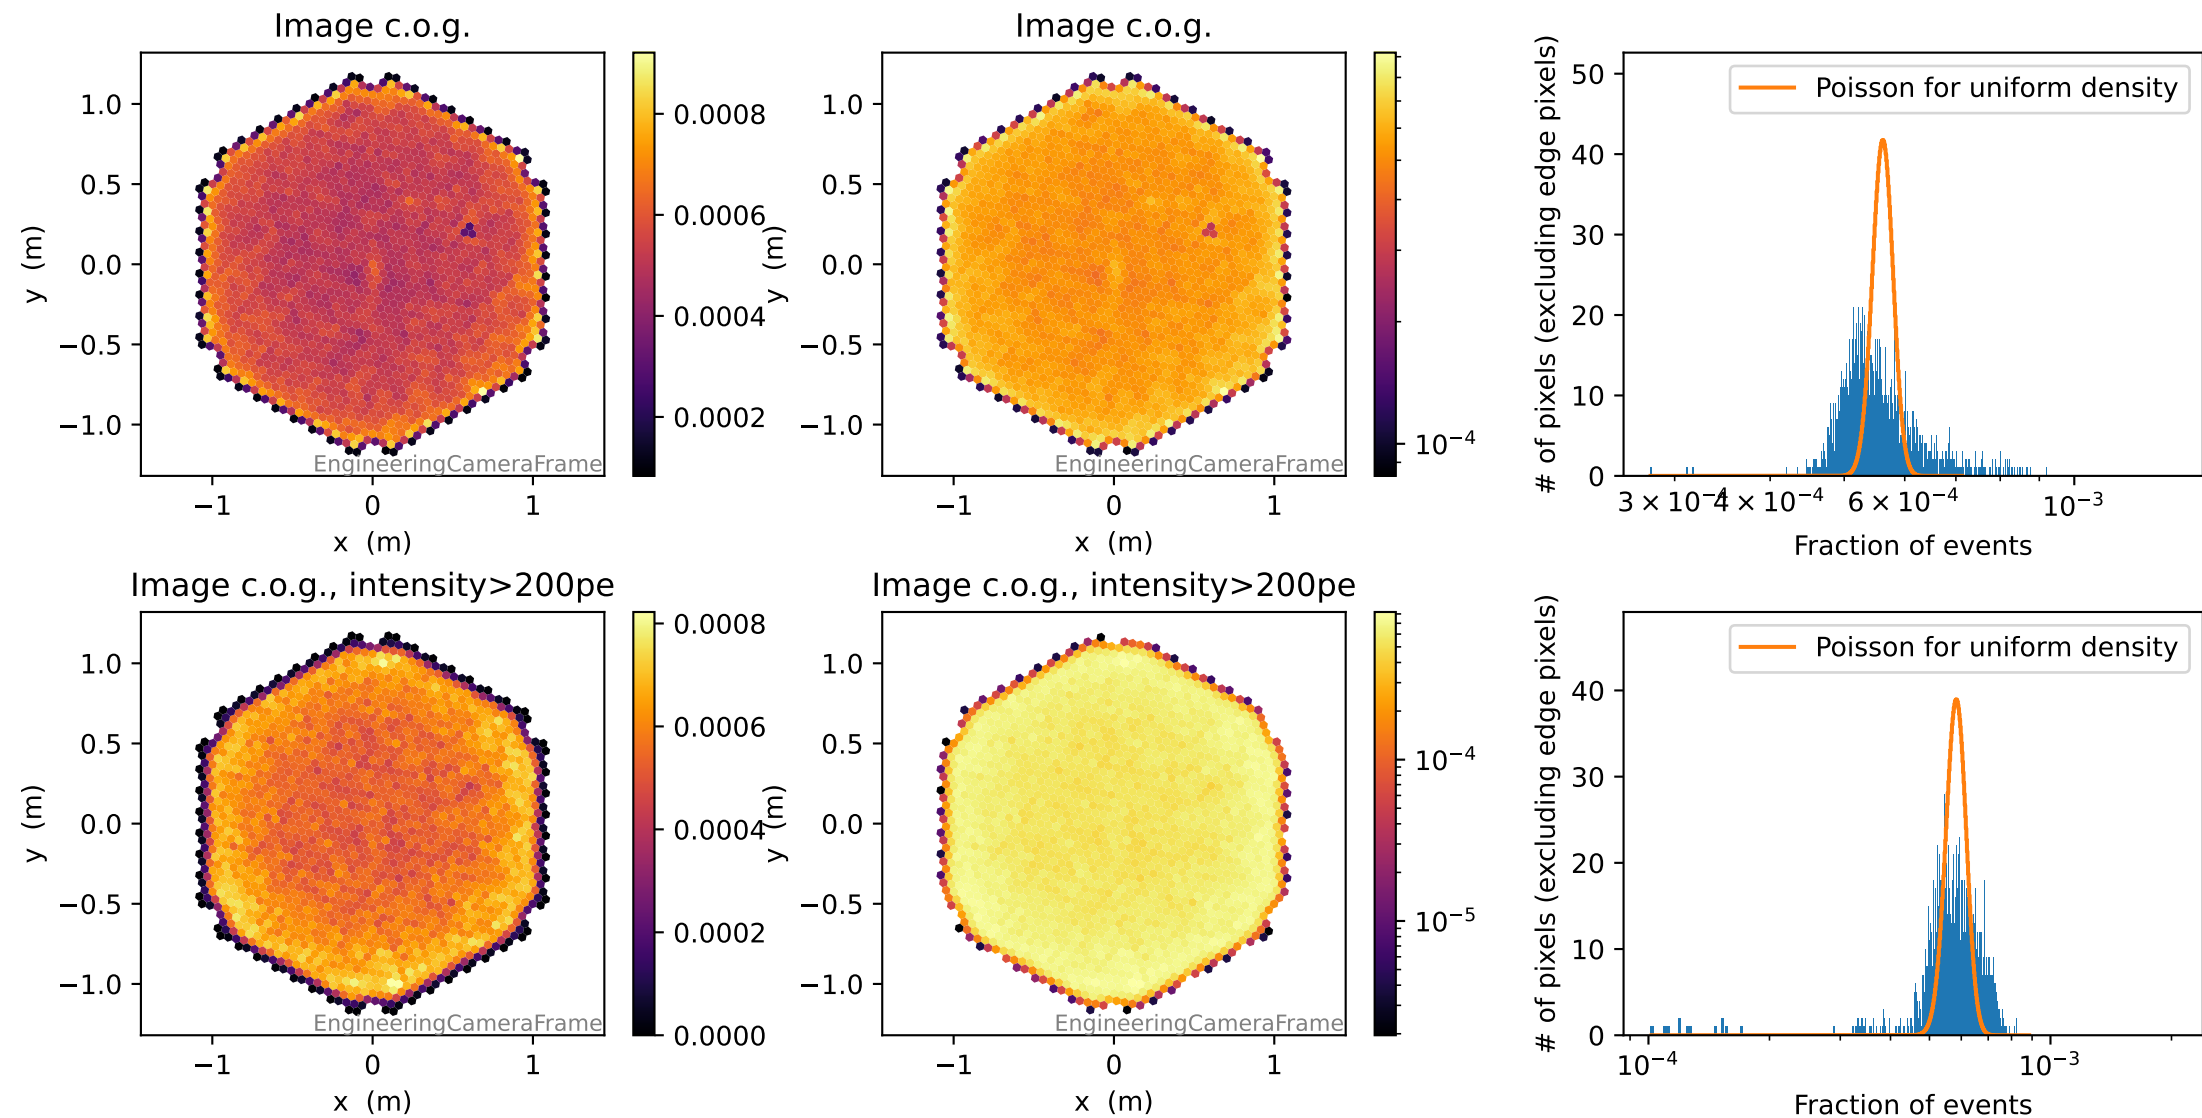 Image c.o.g.
1.0
0.5
0.0
−0.5
−1.0
y (m)
−1 0 1
x (m)
EngineeringCameraFrame
0.0008
0.0006
0.0004
0.0002
Image c.o.g.
1.0
0.5
0.0
−0.5
−1.0
y (m)
−1 0 1
x (m)
EngineeringCameraFrame
10⁻⁴
# of pixels (excluding edge pixels)
50
40
30
20
10
0
Poisson for uniform density
3 × 10⁻⁴ 4 × 10⁻⁴ 6 × 10⁻⁴ 10⁻³
Fraction of events
Image c.o.g., intensity>200pe
1.0
0.5
0.0
−0.5
−1.0
y (m)
−1 0 1
x (m)
EngineeringCameraFrame
0.0008
0.0006
0.0004
0.0002
0.0000
Image c.o.g., intensity>200pe
1.0
0.5
0.0
−0.5
−1.0
y (m)
−1 0 1
x (m)
EngineeringCameraFrame
10⁻⁴
10⁻⁵
# of pixels (excluding edge pixels)
40
30
20
10
0
Poisson for uniform density
10⁻⁴ 10⁻³
Fraction of events